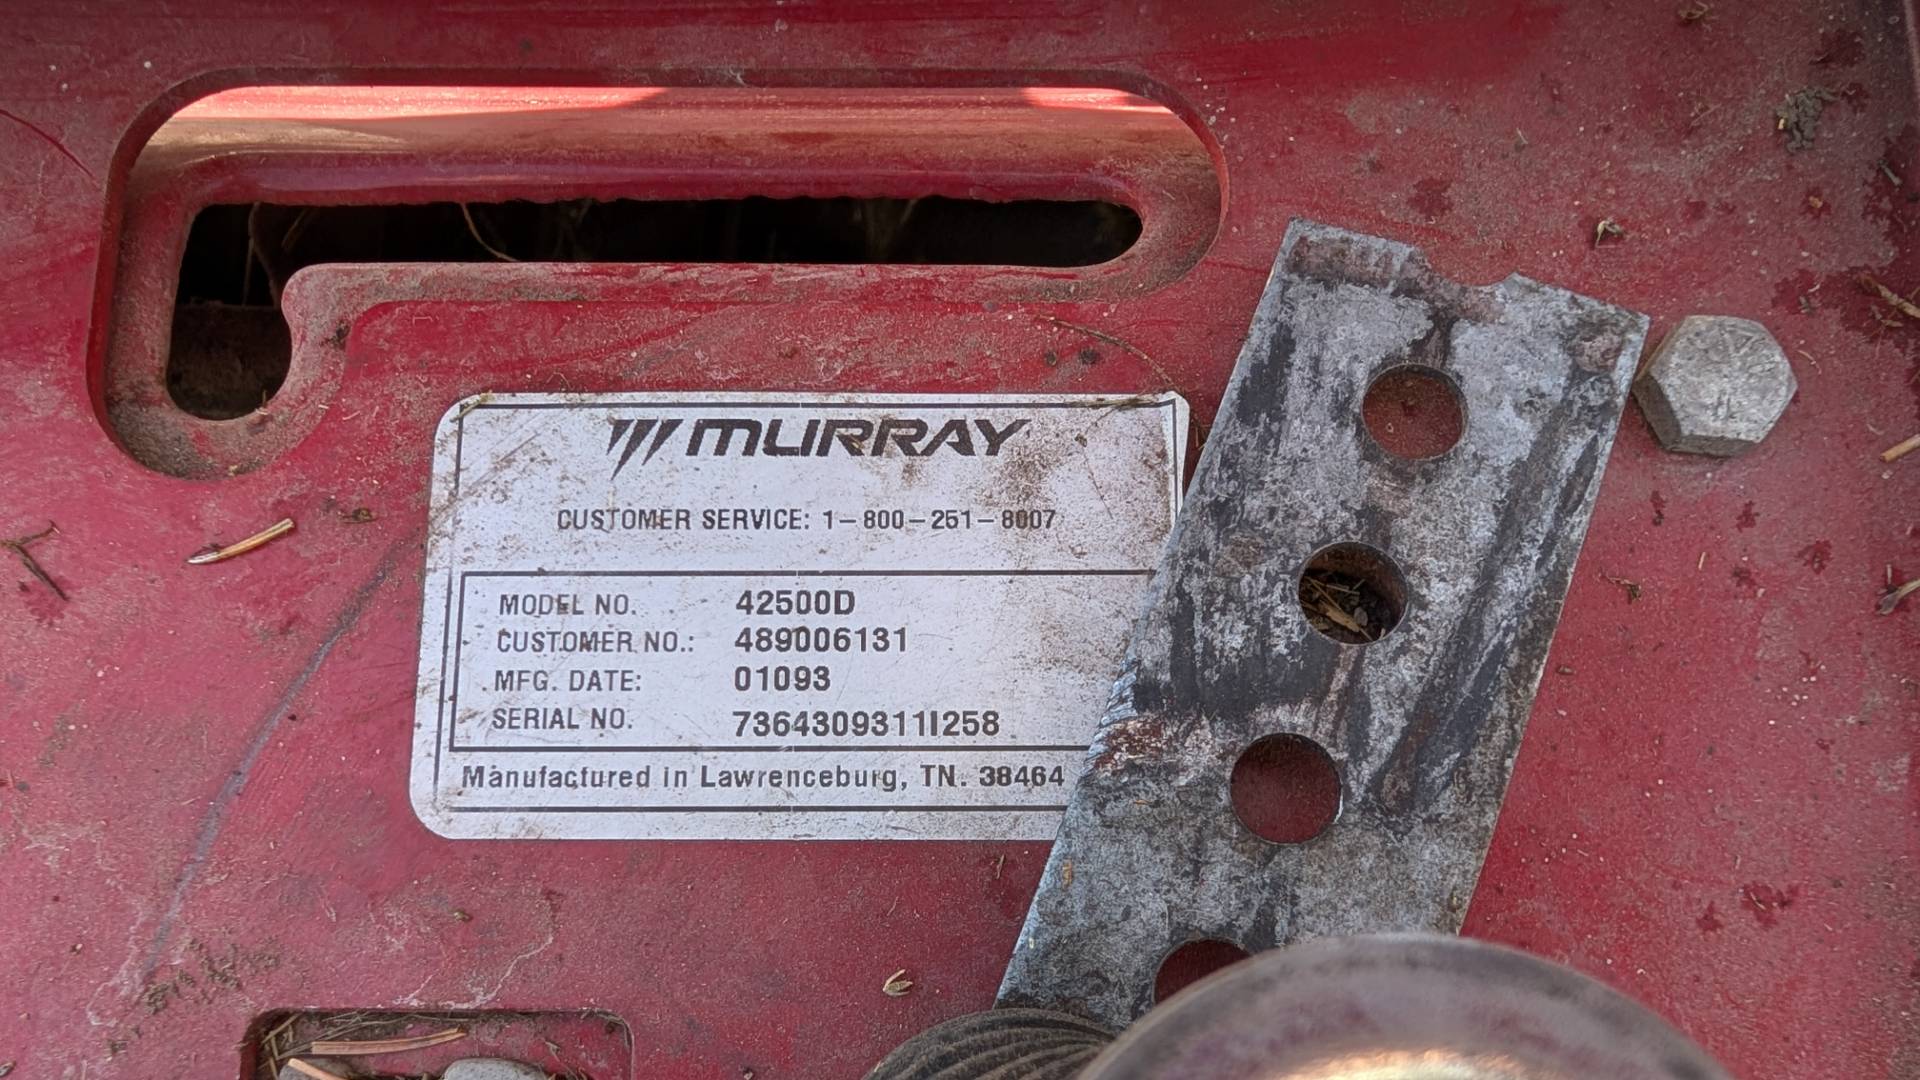 MURRAY
CUSTOMER SERVICE: 1-800-251-8007
MODEL NO. 42500D
CUSTOMER NO.: 489006131
MFG. DATE: 01093
SERIAL NO. 7364309311I258
Manufactured in Lawrenceburg, TN. 38464